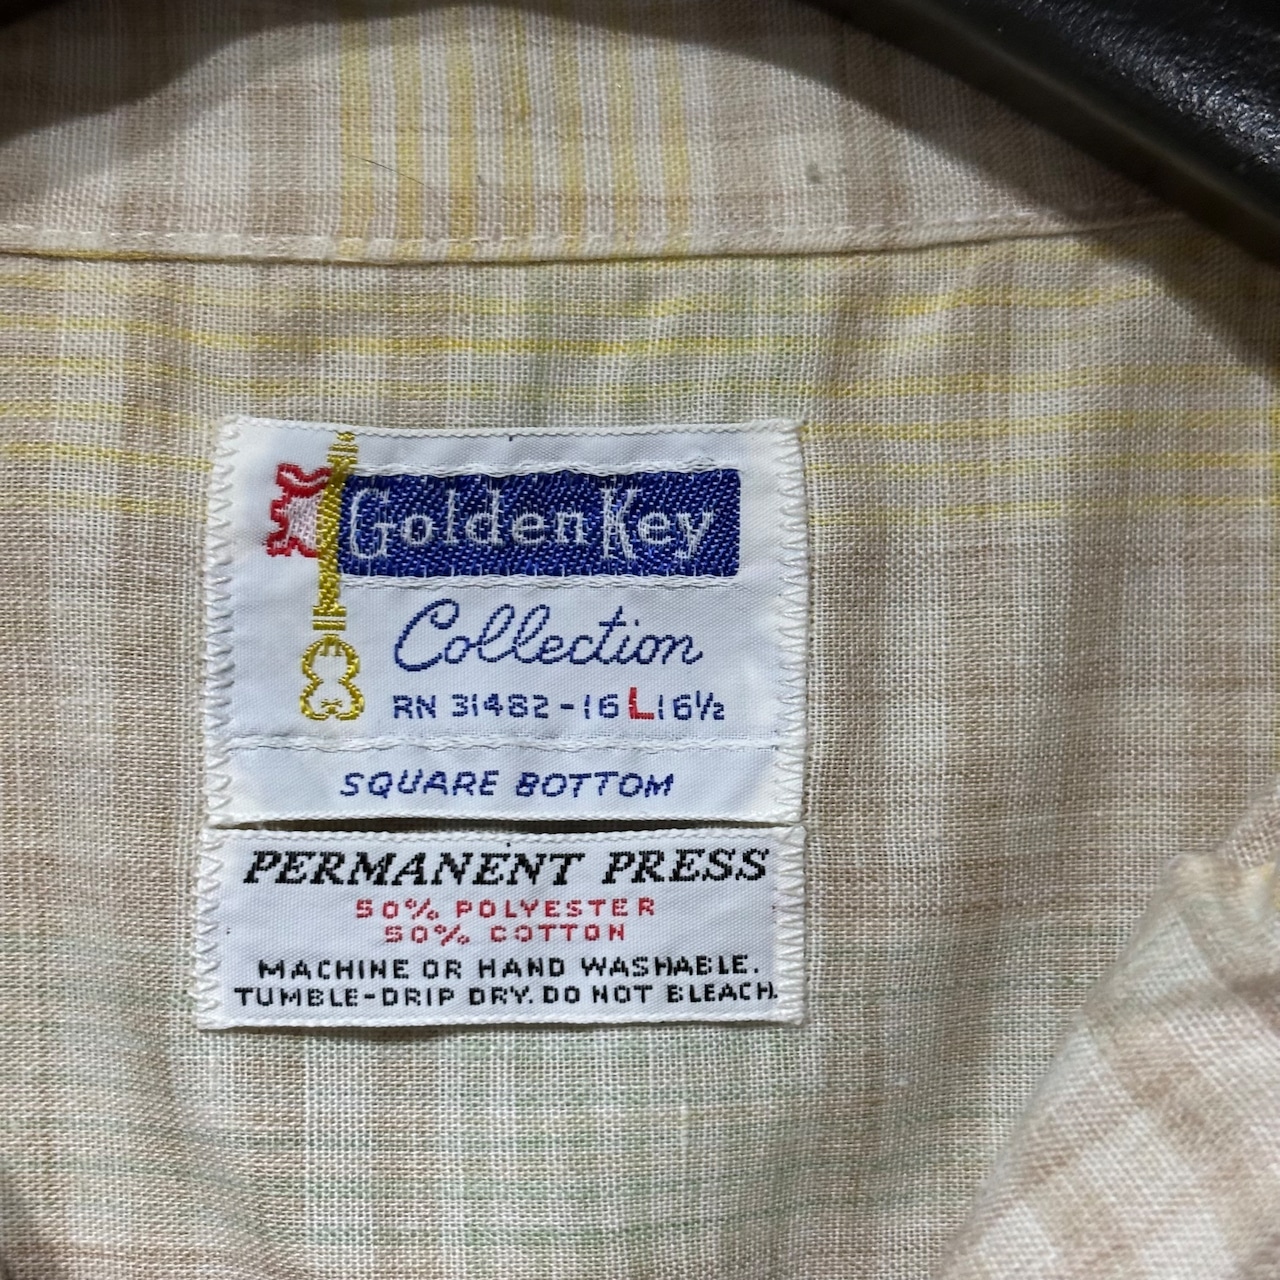 Golden Key
Collection
RN 31482-16 L 16½
SQUARE BOTTOM
PERMANENT PRESS
50% POLYESTER
50% COTTON
MACHINE OR HAND WASHABLE.
TUMBLE-DRIP DRY. DO NOT BLEACH.